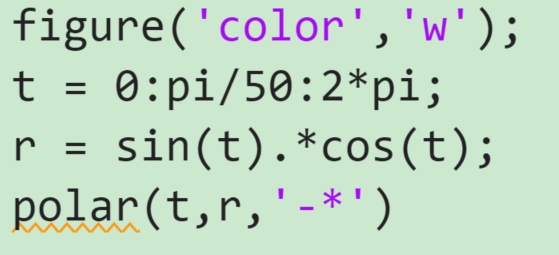 figure('color','w');
t = 0:pi/50:2*pi;
r = sin(t).*cos(t);
polar(t,r,'-*')